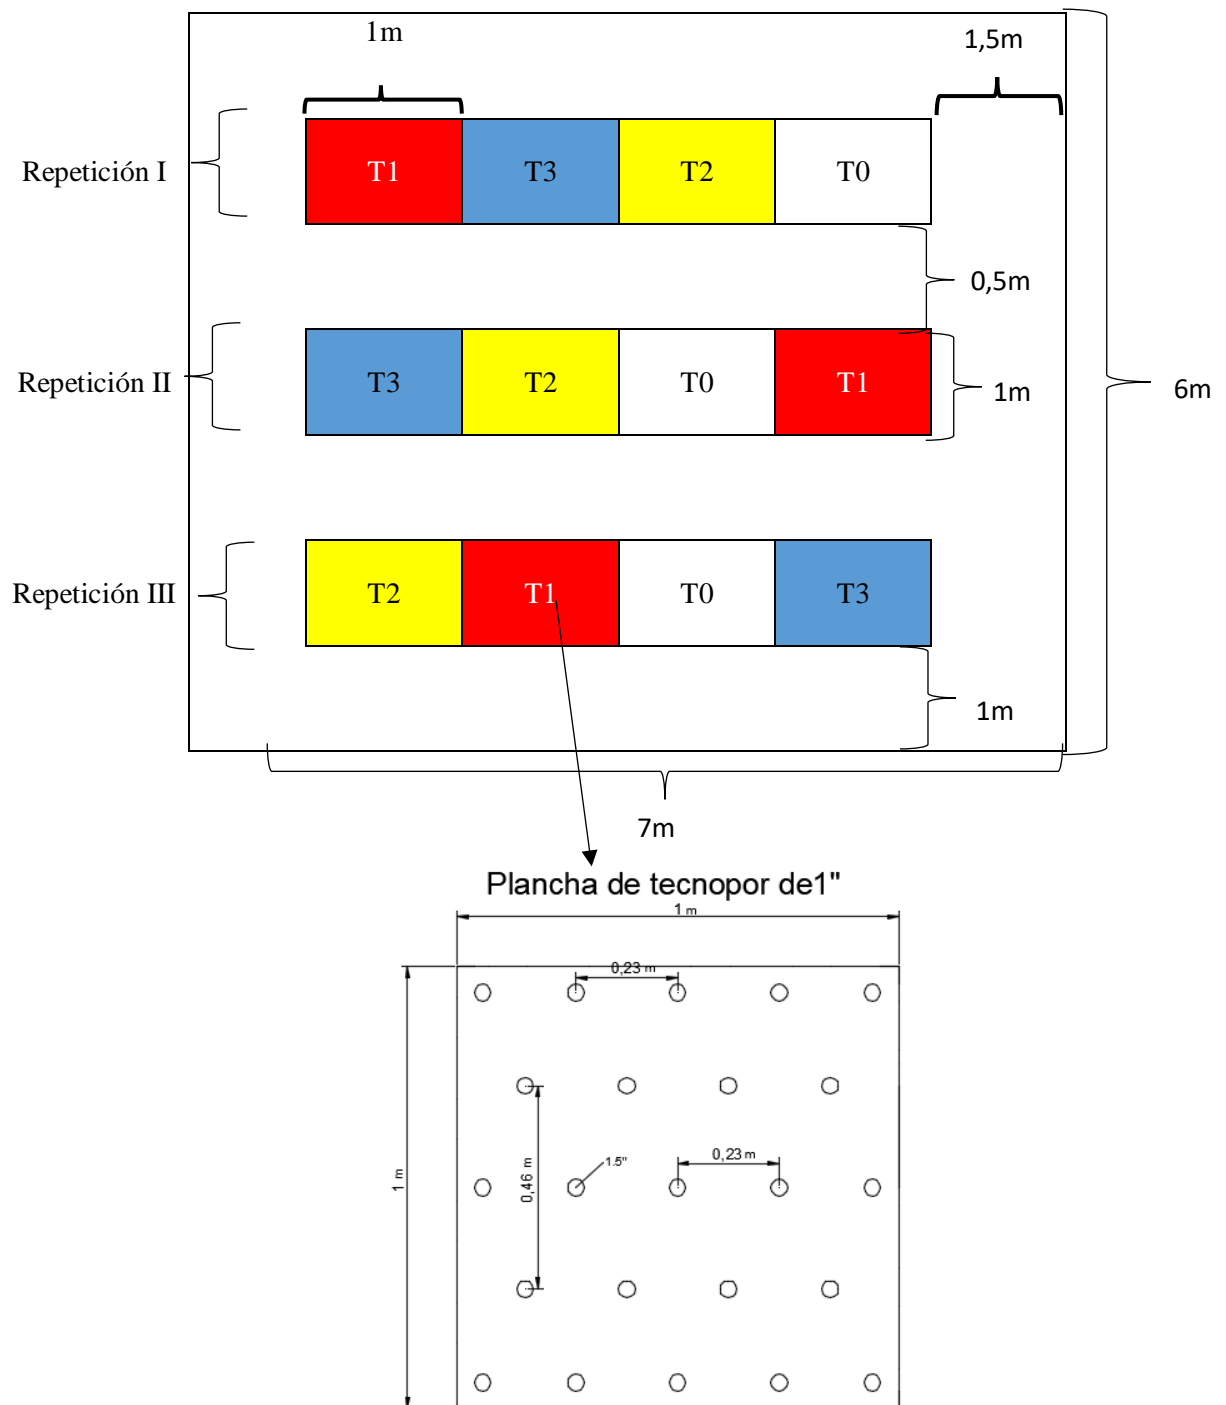 1m
1,5m
Repetición I
T1
T3
T2
T0
0,5m
Repetición II
T3
T2
T0
T1
1m
6m
Repetición III
T2
T1
T0
T3
1m
7m
Plancha de tecnopor de1"
1 m
0,23 m
1 m
0,46 m
1.5"
0,23 m